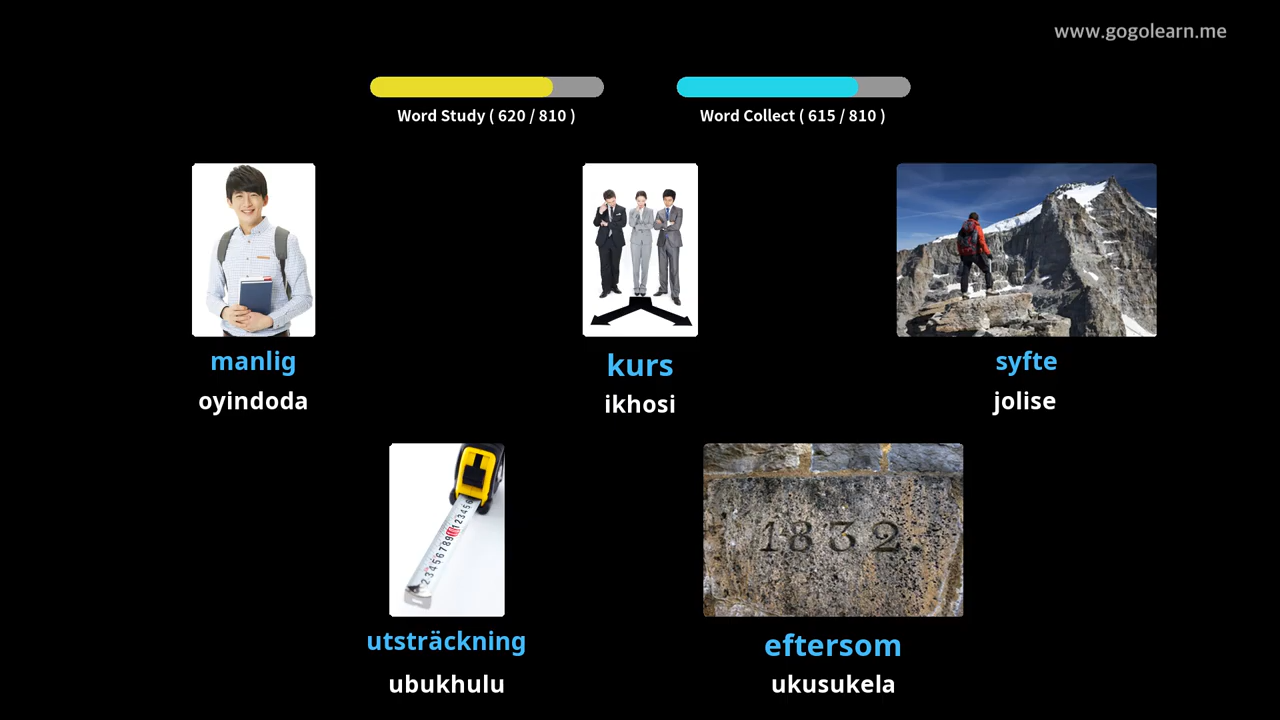 www.gogolearn.me
Word Study ( 620 / 810 )
Word Collect ( 615 / 810 )
manlig
oyindoda
kurs
ikhosi
syfte
jolise
utsträckning
ubukhulu
1832.
eftersom
ukusukela